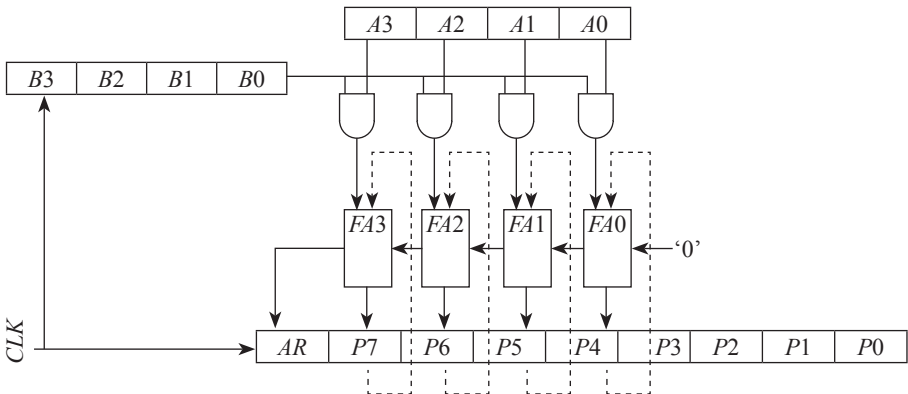 A3 A2 A1 A0
B3 B2 B1 B0
FA3 FA2 FA1 FA0
‘0’
CLK
AR P7 P6 P5 P4 P3 P2 P1 P0